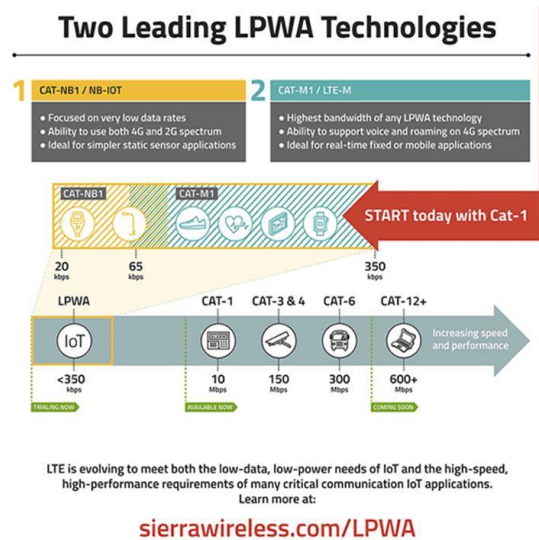 Two Leading LPWA Technologies
1
CAT-NB1 / NB-IOT
● Focused on very low data rates
● Ability to use both 4G and 2G spectrum
● Ideal for simpler static sensor applications
2
CAT-M1 / LTE-M
● Highest bandwidth of any LPWA technology
● Ability to support voice and roaming on 4G spectrum
● Ideal for real-time fixed or mobile applications
CAT-NB1
CAT-M1
START today with Cat-1
20
kbps
65
kbps
350
kbps
LPWA
CAT-1
CAT-3 & 4
CAT-6
CAT-12+
IoT
Increasing speed
and performance
<350
kbps
10
Mbps
150
Mbps
300
Mbps
600+
Mbps
TRIALING NOW
AVAILABLE NOW
COMING SOON
LTE is evolving to meet both the low-data, low-power needs of IoT and the high-speed,
high-performance requirements of many critical communication IoT applications.
Learn more at:
sierrawireless.com/LPWA